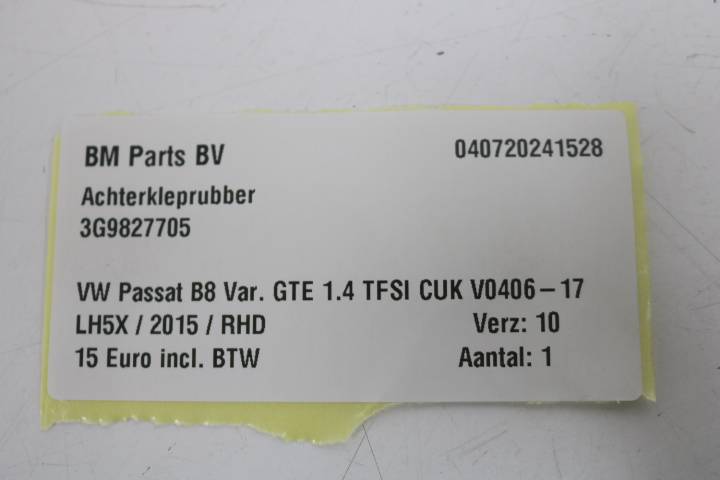 BM Parts BV 040720241528
Achterkleprubber
3G9827705
VW Passat B8 Var. GTE 1.4 TFSI CUK V0406-17
LH5X / 2015 / RHD Verz: 10
15 Euro incl. BTW Aantal: 1